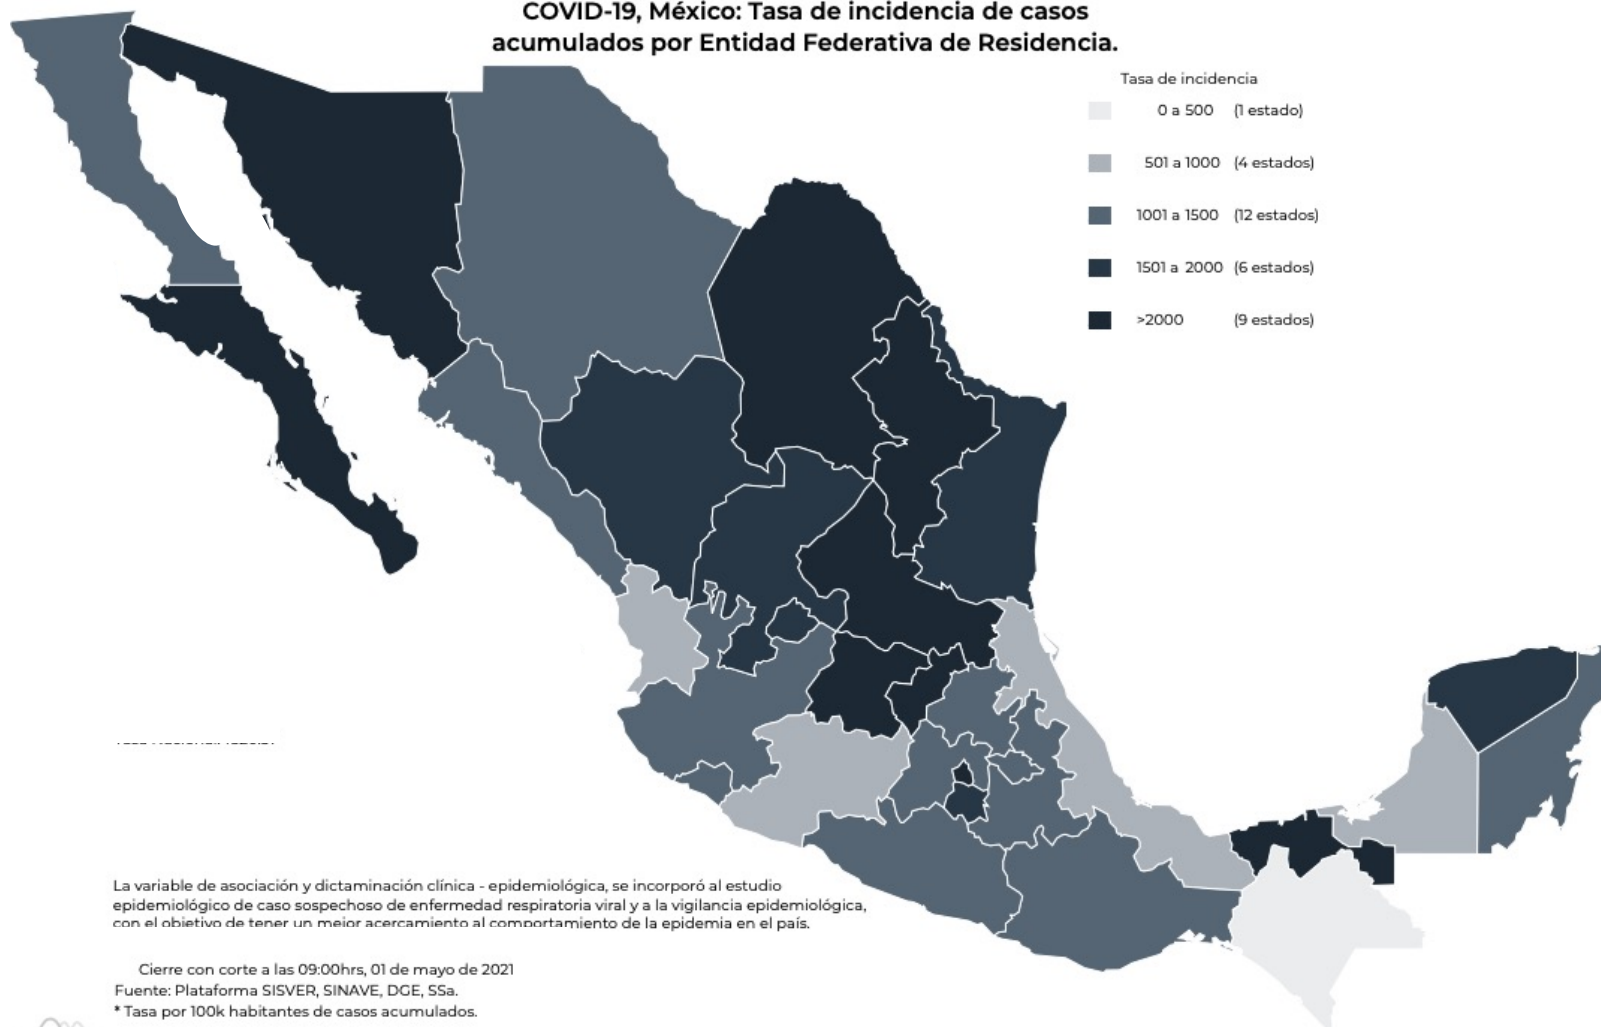 COVID-19, México: Tasa de incidencia de casos
acumulados por Entidad Federativa de Residencia.
Tasa de incidencia
0 a 500 (1 estado)
501 a 1000 (4 estados)
1001 a 1500 (12 estados)
1501 a 2000 (6 estados)
>2000 (9 estados)
La variable de asociación y dictaminación clínica - epidemiológica, se incorporó al estudio
epidemiológico de caso sospechoso de enfermedad respiratoria viral y a la vigilancia epidemiológica,
con el objetivo de tener un mejor acercamiento al comportamiento de la epidemia en el país.
Cierre con corte a las 09:00hrs, 01 de mayo de 2021
Fuente: Plataforma SISVER, SINAVE, DGE, SSa.
* Tasa por 100k habitantes de casos acumulados.